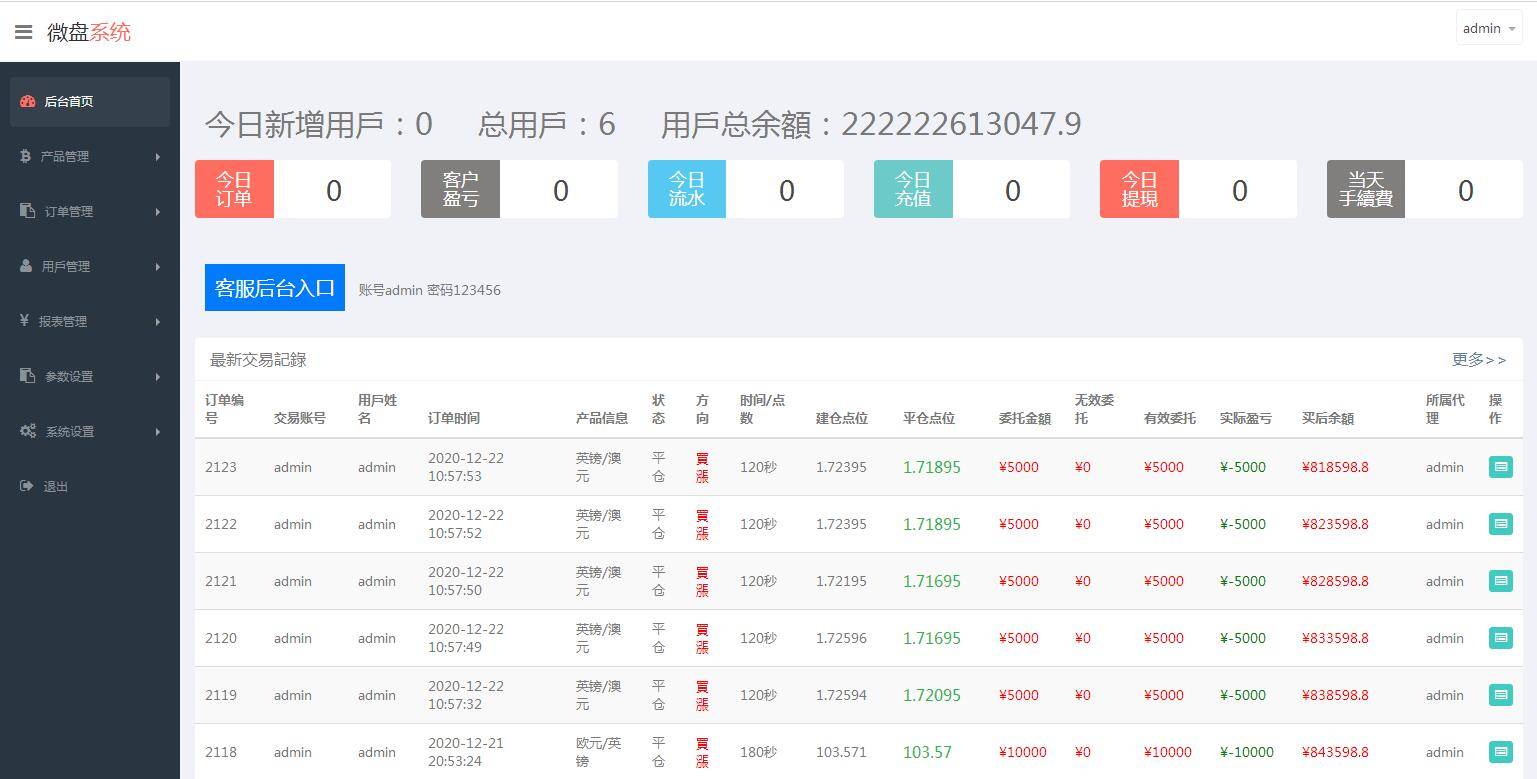 微盘系统
admin
后台首页
产品管理
订单管理
用戶管理
报表管理
参数设置
系统设置
退出
今日新增用戶：0 总用戶：6 用戶总余額：222222613047.9
今日
订单
0
客户
盈亏
0
今日
流水
0
今日
充值
0
今日
提現
0
当天
手續費
0
客服后台入口 账号admin 密码123456
最新交易記錄 更多>>
订单编号 交易账号 用戶姓名 订单时间 产品信息 状态 方向 时间/点数 建仓点位 平仓点位 委托金額 无效委托 有效委托 实际盈亏 买后余額 所属代理 操作
2123 admin admin 2020-12-22 10:57:53 英镑/澳元 平仓 買漲 120秒 1.72395 1.71895 ¥5000 ¥0 ¥5000 ¥-5000 ¥818598.8 admin
2122 admin admin 2020-12-22 10:57:52 英镑/澳元 平仓 買漲 120秒 1.72395 1.71895 ¥5000 ¥0 ¥5000 ¥-5000 ¥823598.8 admin
2121 admin admin 2020-12-22 10:57:50 英镑/澳元 平仓 買漲 120秒 1.72195 1.71695 ¥5000 ¥0 ¥5000 ¥-5000 ¥828598.8 admin
2120 admin admin 2020-12-22 10:57:49 英镑/澳元 平仓 買漲 120秒 1.72596 1.71695 ¥5000 ¥0 ¥5000 ¥-5000 ¥833598.8 admin
2119 admin admin 2020-12-22 10:57:32 英镑/澳元 平仓 買漲 120秒 1.72594 1.72095 ¥5000 ¥0 ¥5000 ¥-5000 ¥838598.8 admin
2118 admin admin 2020-12-21 20:53:24 欧元/英镑 平仓 買漲 180秒 103.571 103.57 ¥10000 ¥0 ¥10000 ¥-10000 ¥843598.8 admin